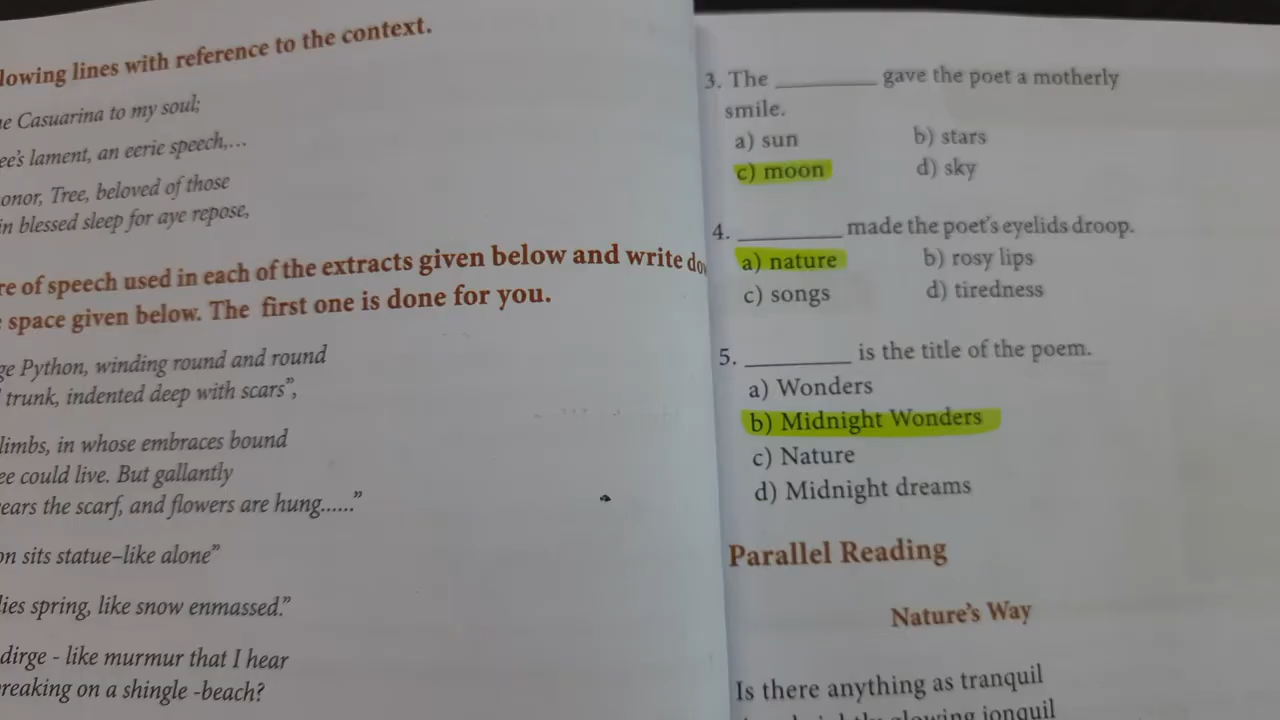 lowing lines with reference to the context.
e Casuarina to my soul;
ee's lament, an eerie speech,...
onor, Tree, beloved of those
in blessed sleep for aye repose,
re of speech used in each of the extracts given below and write do
space given below. The first one is done for you.
ge Python, winding round and round
trunk, indented deep with scars”,
limbs, in whose embraces bound
ee could live. But gallantly
ears the scarf, and flowers are hung......”
on sits statue–like alone”
lies spring, like snow enmassed.”
dirge - like murmur that I hear
reaking on a shingle -beach?
3. The ________ gave the poet a motherly
smile.
a) sun b) stars
c) moon d) sky
4. ________ made the poet's eyelids droop.
a) nature b) rosy lips
c) songs d) tiredness
5. ________ is the title of the poem.
a) Wonders
b) Midnight Wonders
c) Nature
d) Midnight dreams
Parallel Reading
Nature's Way
Is there anything as tranquil
glowing jonquil